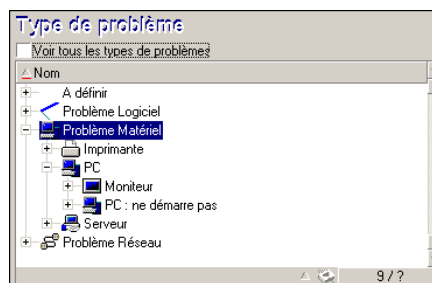 Type de problème
Voir tous les types de problèmes
Nom
A définir
Problème Logiciel
Problème Matériel
Imprimante
PC
Moniteur
PC : ne démarre pas
Serveur
Problème Réseau
9 / ?